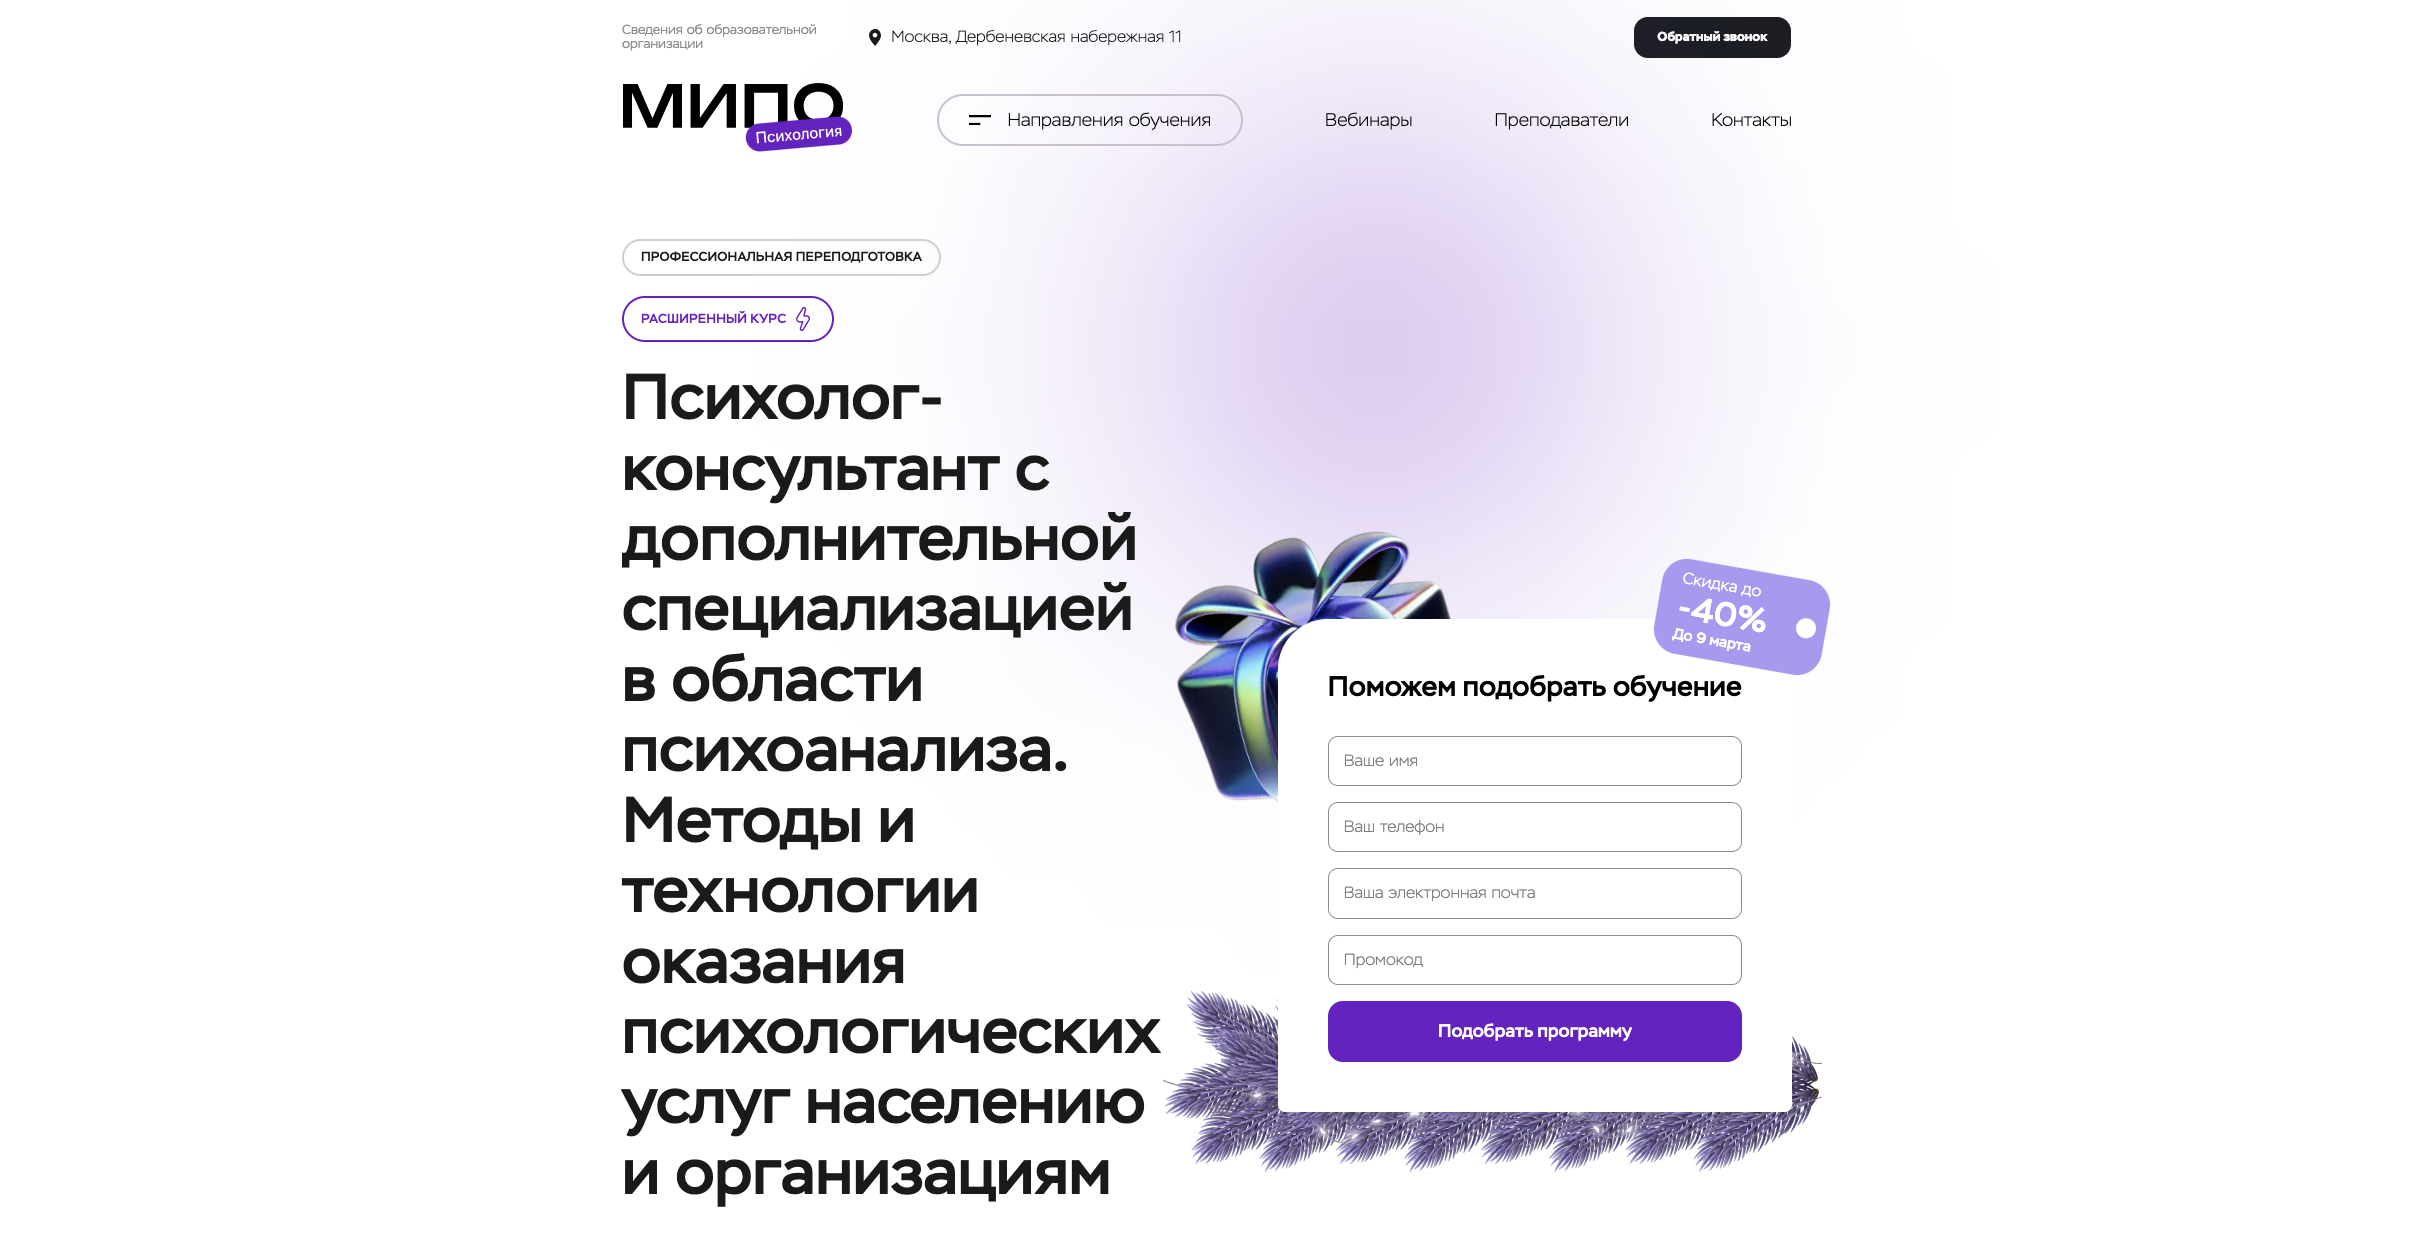 Сведения об образовательной
организации
Москва, Дербеневская набережная 11
Обратный звонок
МИПО
Психология
Направления обучения
Вебинары
Преподаватели
Контакты
ПРОФЕССИОНАЛЬНАЯ ПЕРЕПОДГОТОВКА
РАСШИРЕННЫЙ КУРС
Психолог-
консультант с
дополнительной
специализацией
в области
психоанализа.
Методы и
технологии
оказания
психологических
услуг населению
и организациям
Скидка до
-40%
До 9 марта
Поможем подобрать обучение
Ваше имя
Ваш телефон
Ваша электронная почта
Промокод
Подобрать программу